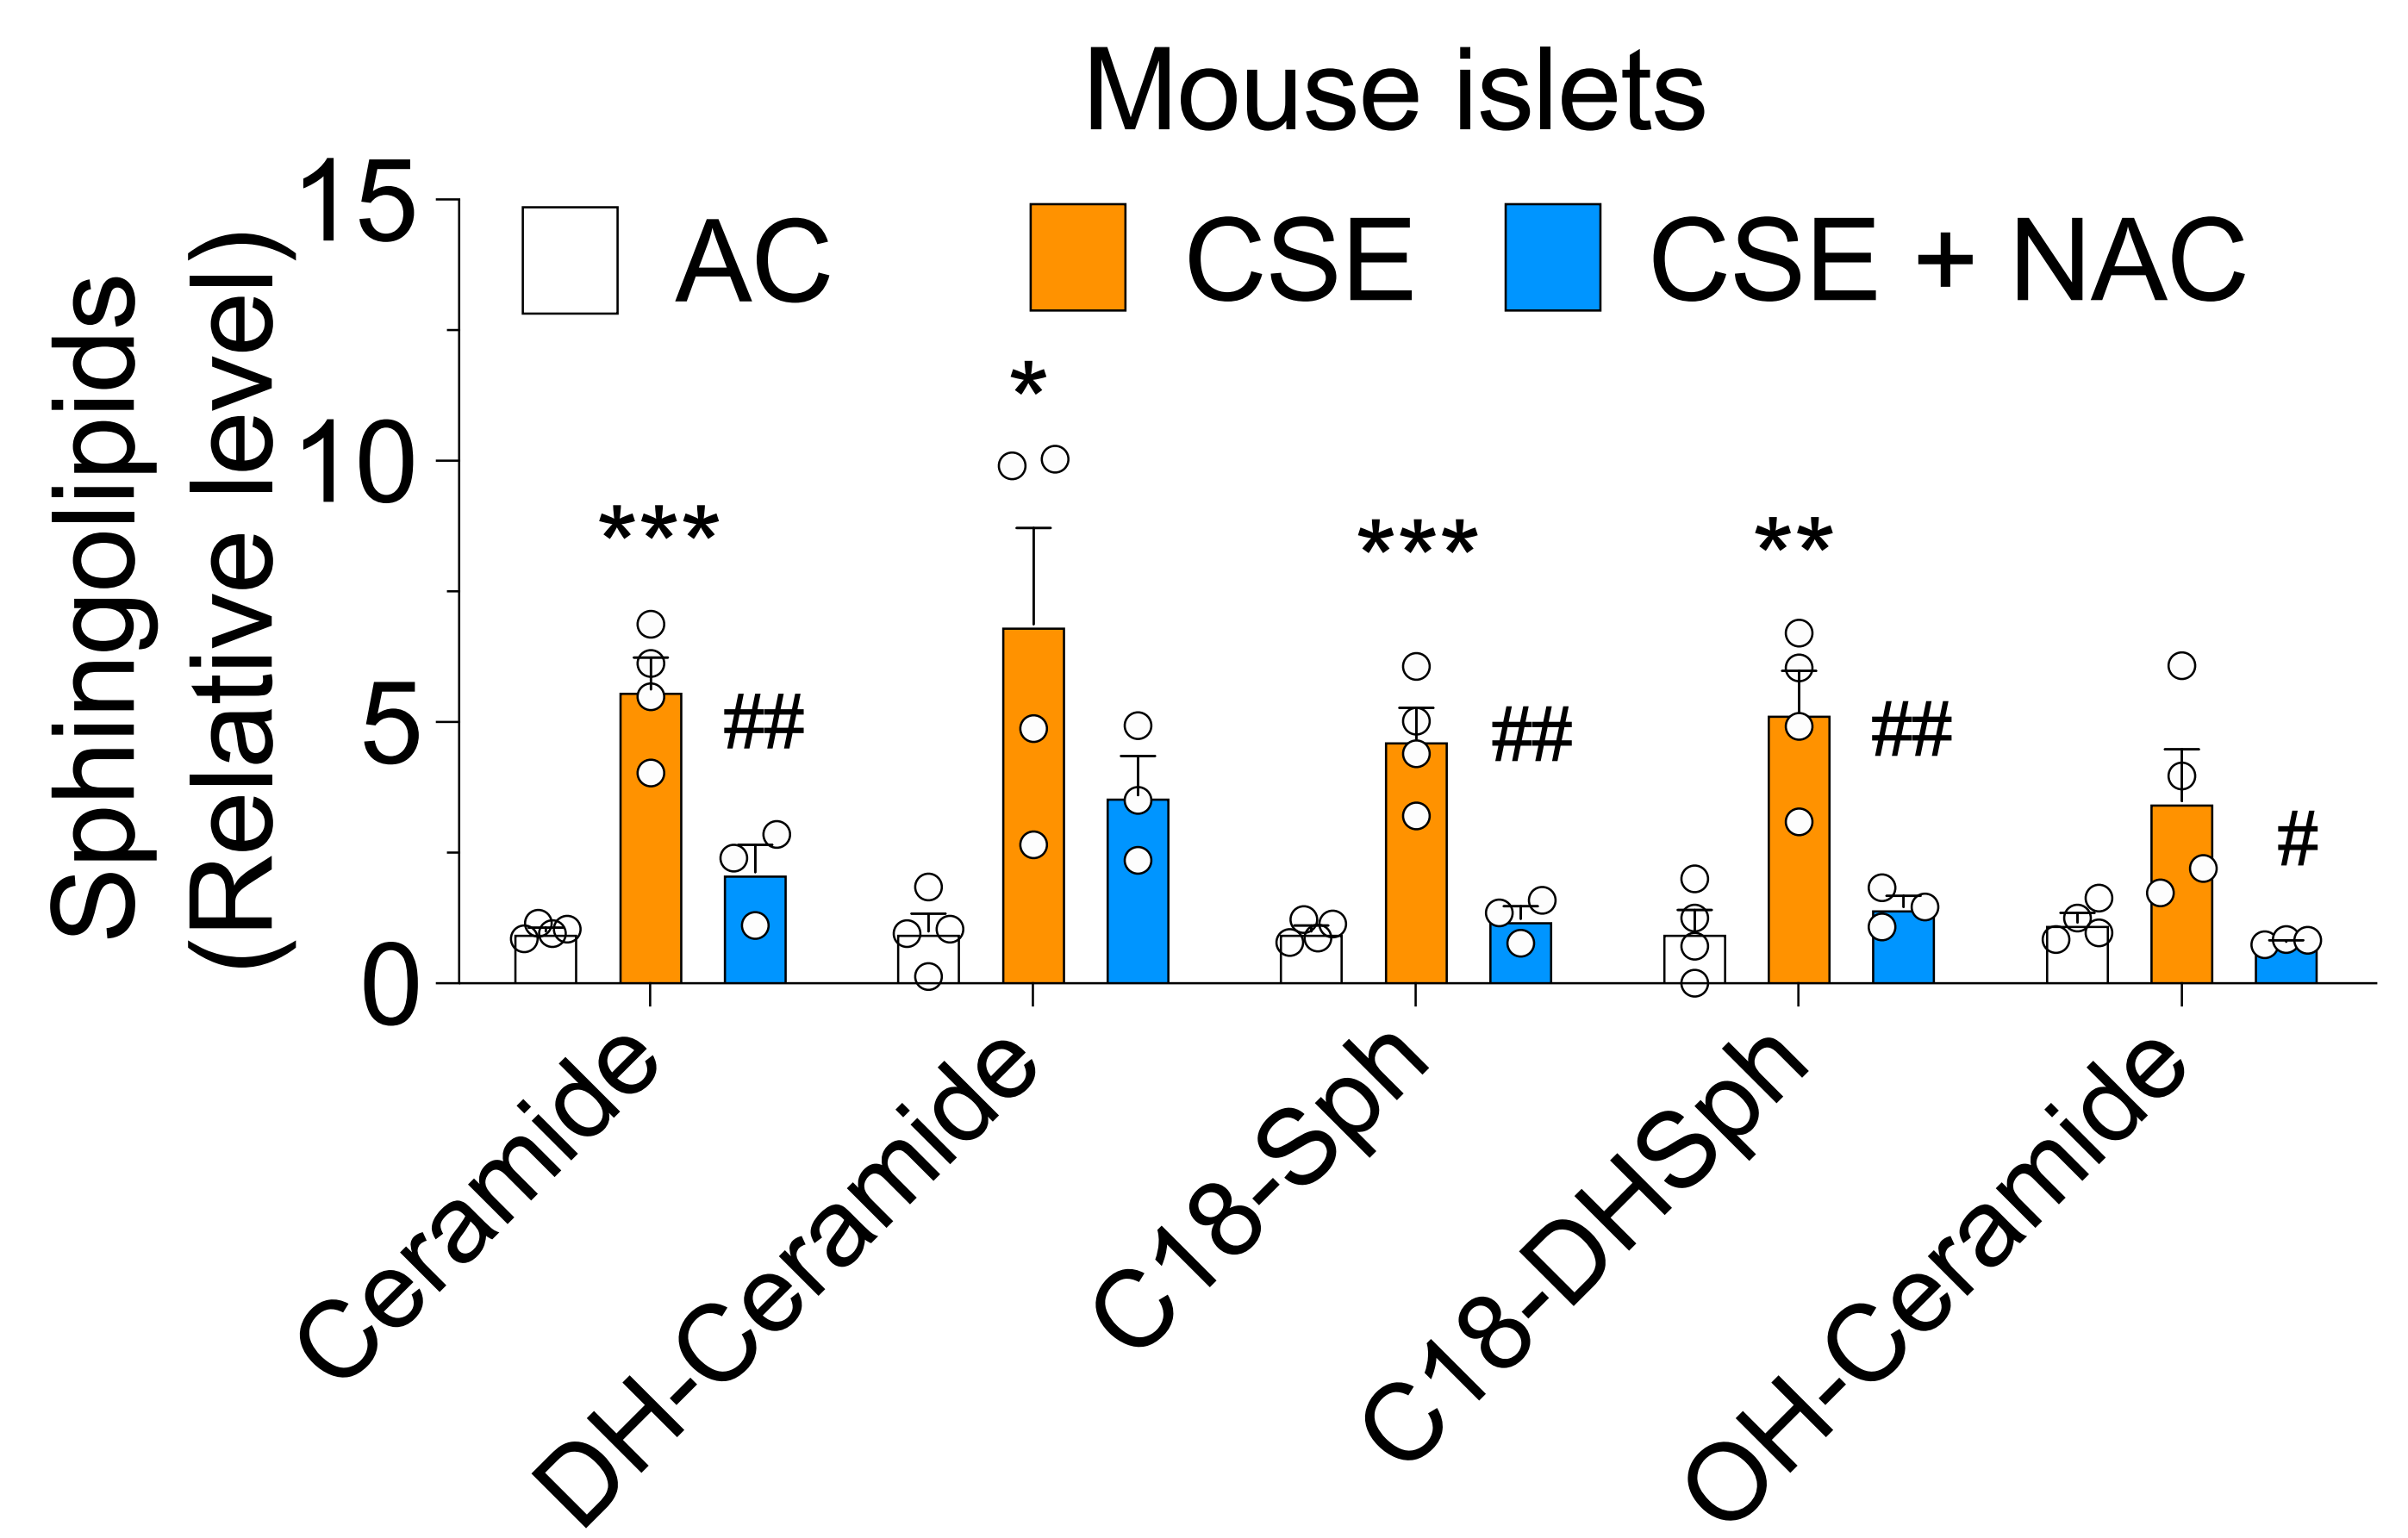 Mouse islets
AC
CSE
CSE + NAC
Sphingolipids
(Relative level)
15
10
5
0
***
##
*
***
##
**
##
#
Ceramide
DH-Ceramide
C18-Sph
C18-DHSph
OH-Ceramide